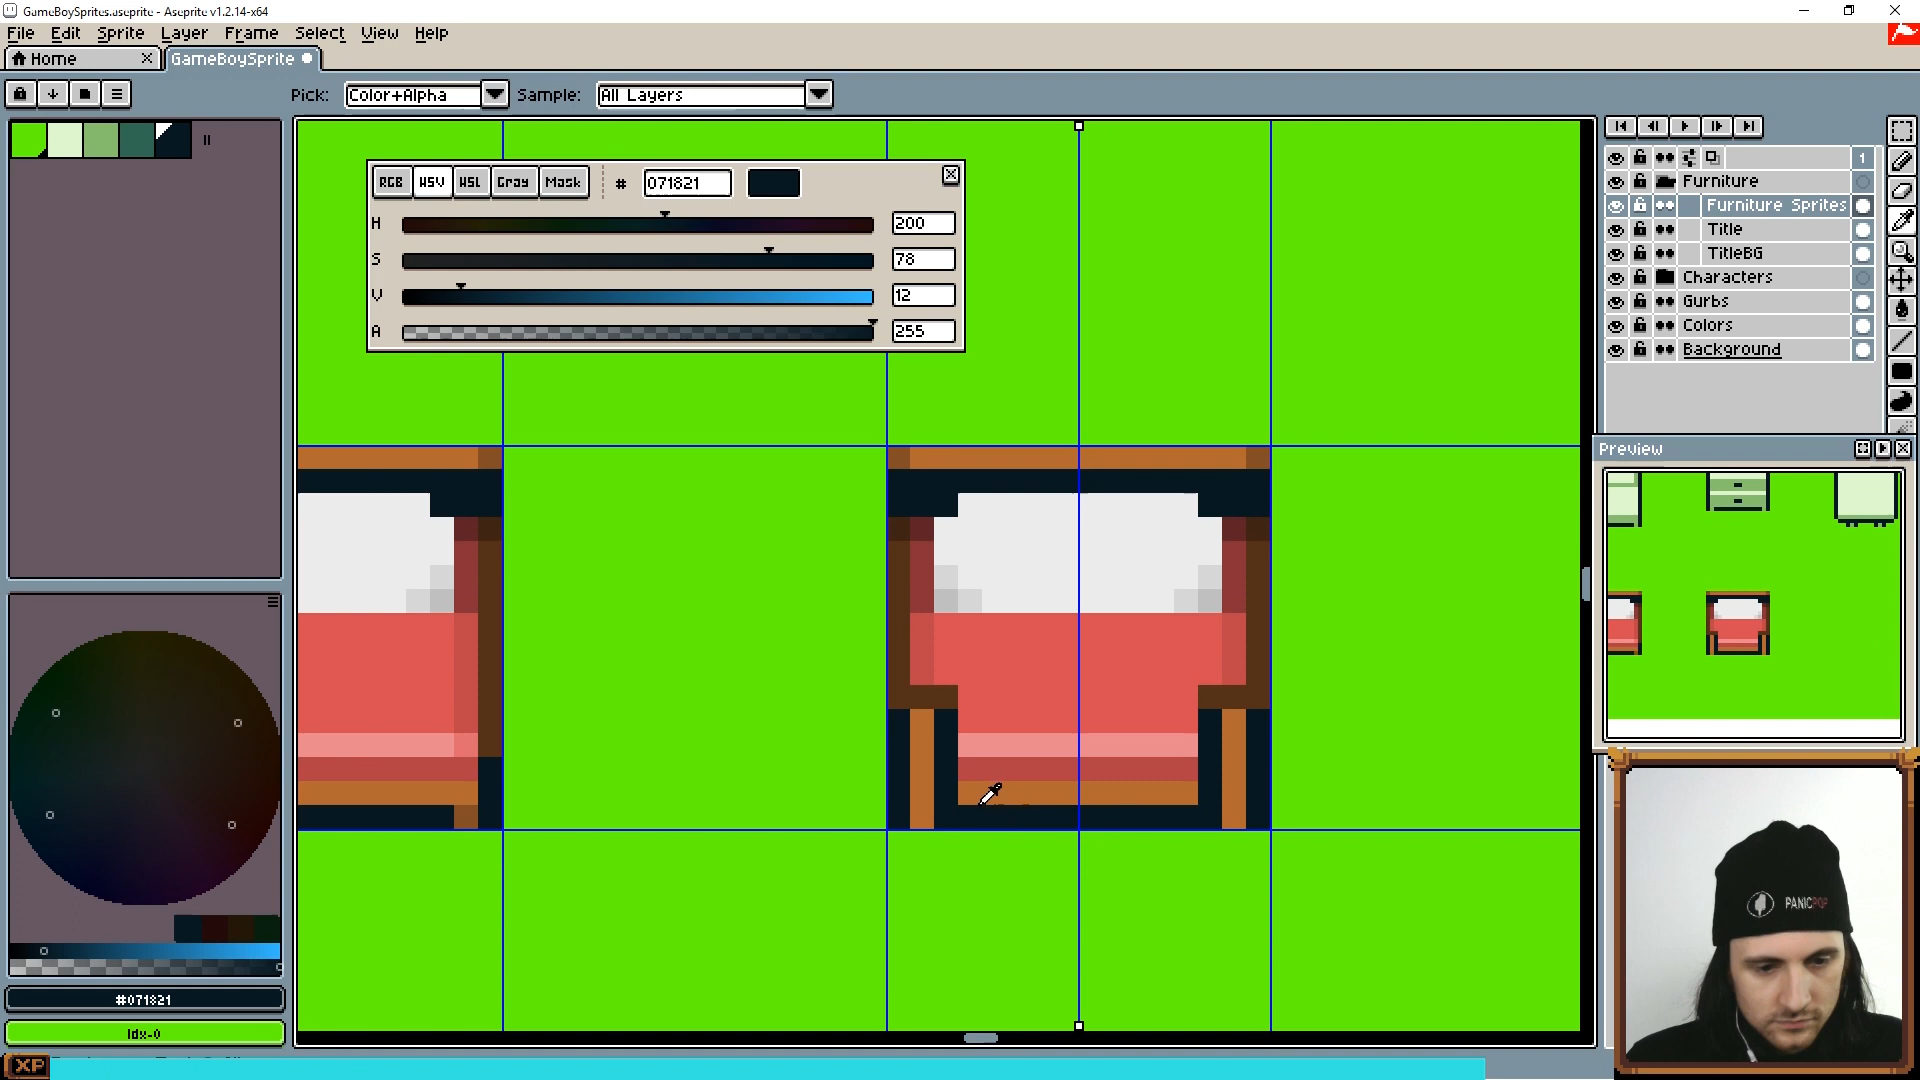 GameBoySprites.aseprite - Aseprite v1.2.14-x64
File Edit Sprite Layer Frame Select View Help
Home
GameBoySprite
Pick: Color+Alpha Sample: All Layers
RGB HSV HSL Gray Mask # 071821
H 200
S 78
V 12
A 255
1
Furniture
Furniture Sprites
Title
TitleBG
Characters
Gurbs
Colors
Background
Preview
PANICPOP
#071821
Idx-0
XP